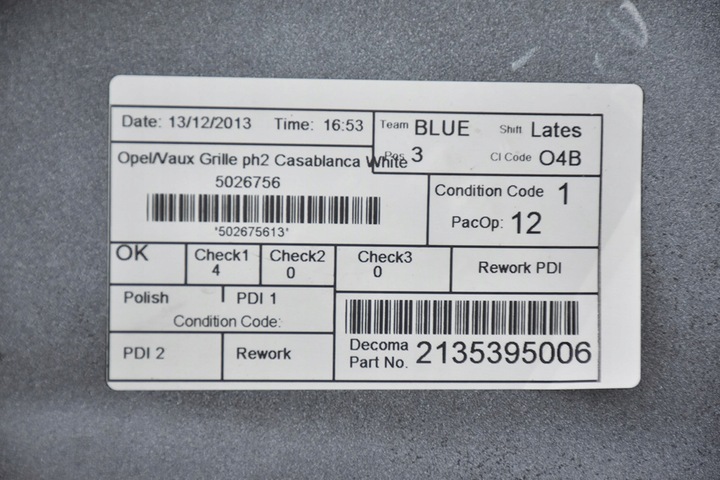 Date: 13/12/2013 Time: 16:53 Team BLUE Shift Lates
Opel/Vaux Grille ph2 Casablanca White Pos 3 CI Code O4B
5026756
Condition Code 1
PacOp: 12
'502675613'
OK Check1 Check2 Check3 Rework PDI
4 0 0
Polish PDI 1
Condition Code:
PDI 2 Rework
Decoma
Part No. 2135395006